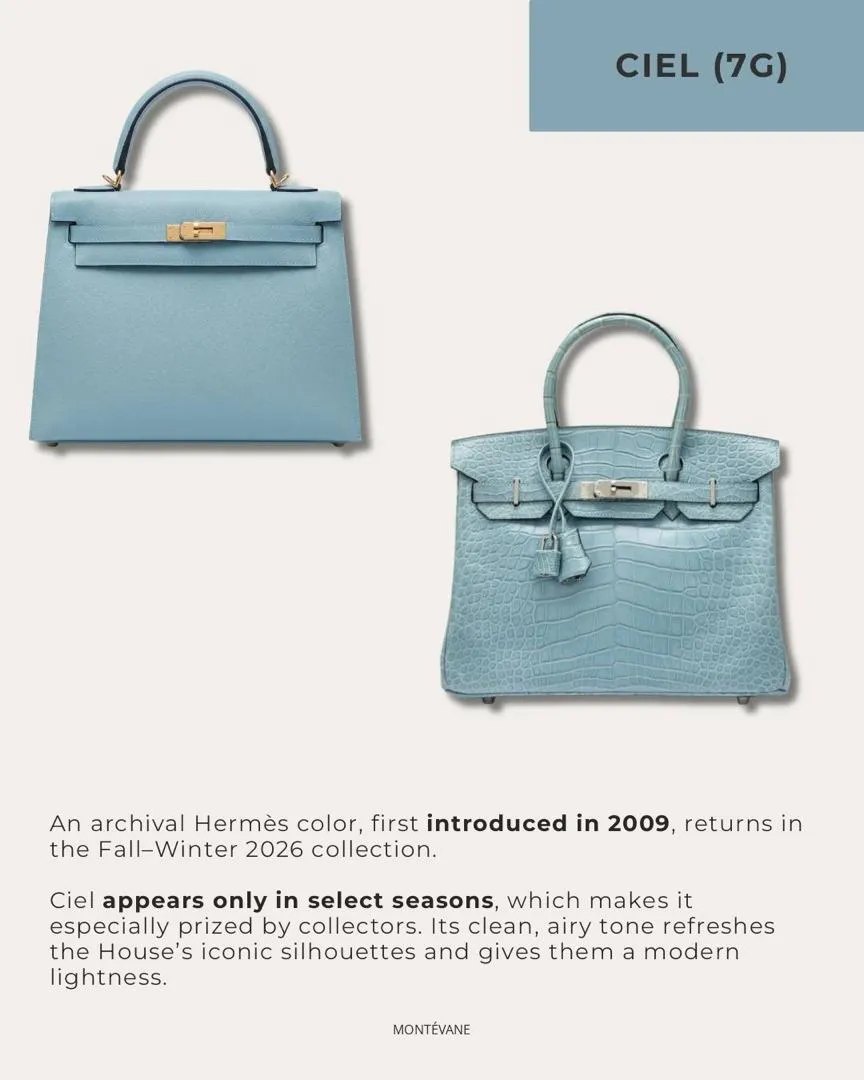 CIEL (7G)
An archival Hermès color, first introduced in 2009, returns in
the Fall–Winter 2026 collection.
Ciel appears only in select seasons, which makes it
especially prized by collectors. Its clean, airy tone refreshes
the House’s iconic silhouettes and gives them a modern
lightness.
MONTÉVANE